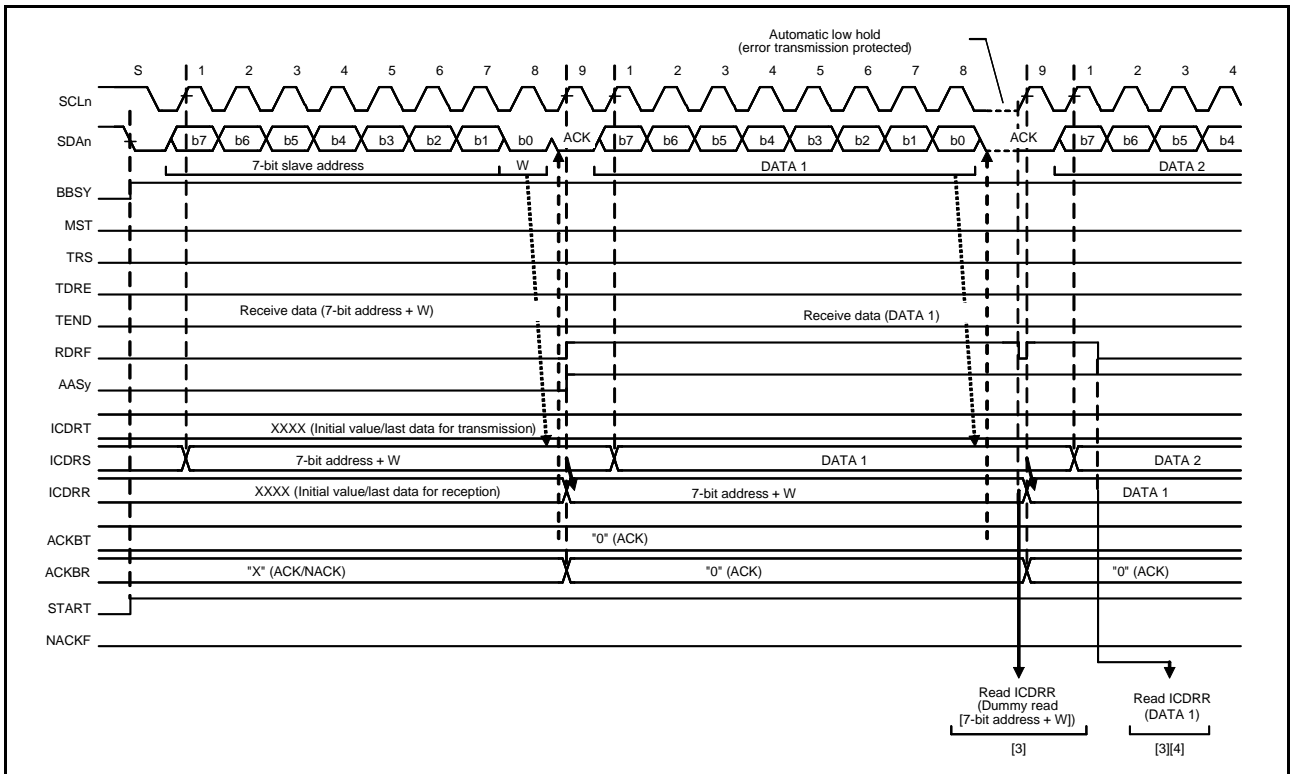 Automatic low hold
(error transmission protected)
S 1 2 3 4 5 6 7 8 9 1 2 3 4 5 6 7 8 9 1 2 3 4
SCLn
SDAn b7 b6 b5 b4 b3 b2 b1 b0 ACK b7 b6 b5 b4 b3 b2 b1 b0 ACK b7 b6 b5 b4
7-bit slave address W DATA 1 DATA 2
BBSY
MST
TRS
TDRE
Receive data (7-bit address + W) Receive data (DATA 1)
TEND
RDRF
AASy
ICDRT XXXX (Initial value/last data for transmission)
ICDRS 7-bit address + W DATA 1 DATA 2
ICDRR XXXX (Initial value/last data for reception) 7-bit address + W DATA 1
ACKBT "0" (ACK)
ACKBR "X" (ACK/NACK) "0" (ACK) "0" (ACK)
START
NACKF
Read ICDRR
(Dummy read
[7-bit address + W])
[3]
Read ICDRR
(DATA 1)
[3][4]